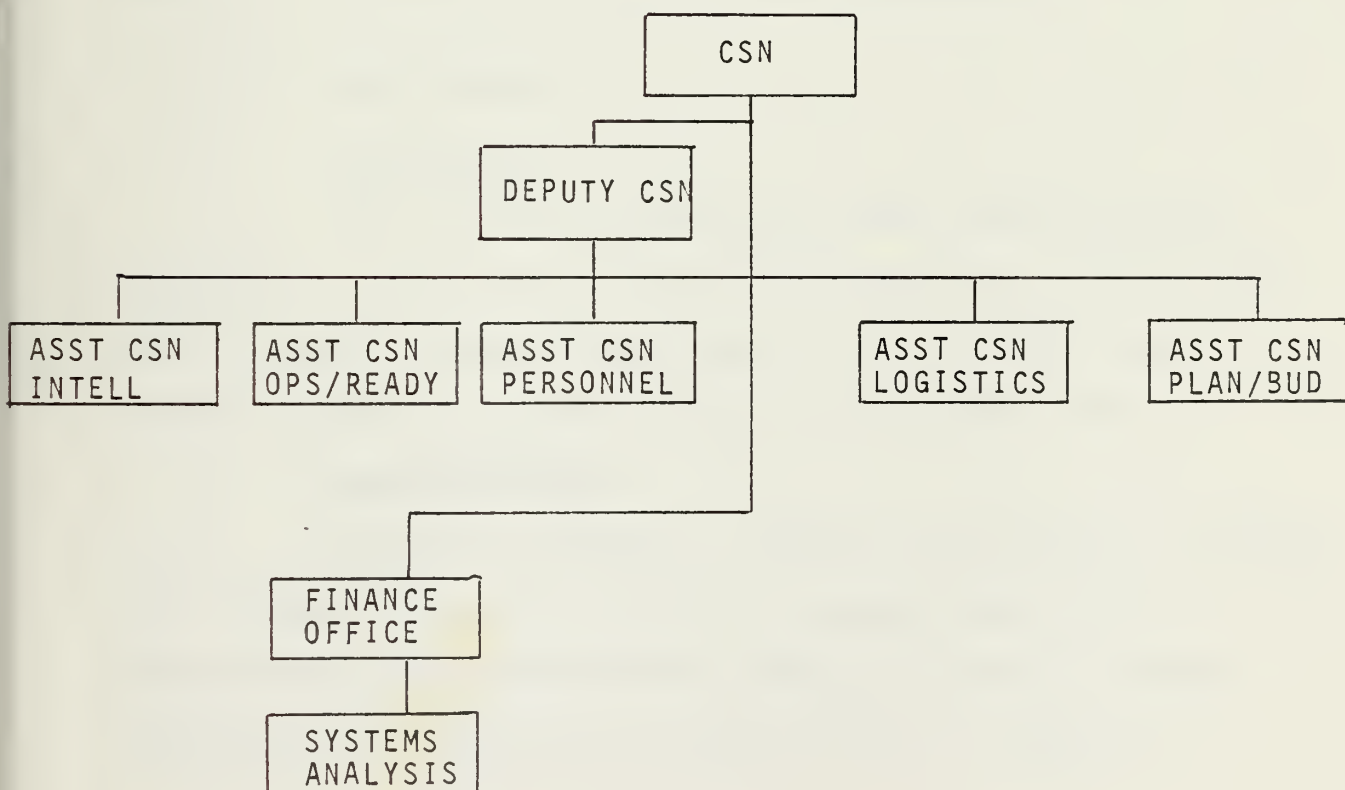 CSN
DEPUTY CSN
ASST CSN
INTELL
ASST CSN
OPS/READY
ASST CSN
PERSONNEL
ASST CSN
LOGISTICS
ASST CSN
PLAN/BUD
FINANCE
OFFICE
SYSTEMS
ANALYSIS